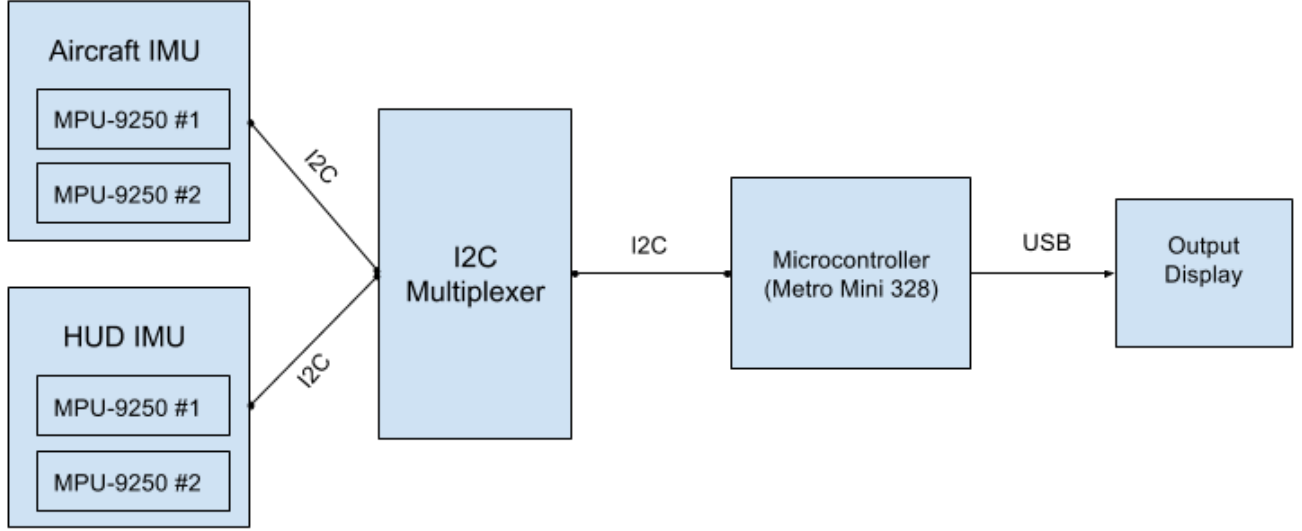 Aircraft IMU
MPU-9250 #1
MPU-9250 #2
I2C
HUD IMU
MPU-9250 #1
MPU-9250 #2
I2C
I2C
Multiplexer
I2C
Microcontroller
(Metro Mini 328)
USB
Output
Display